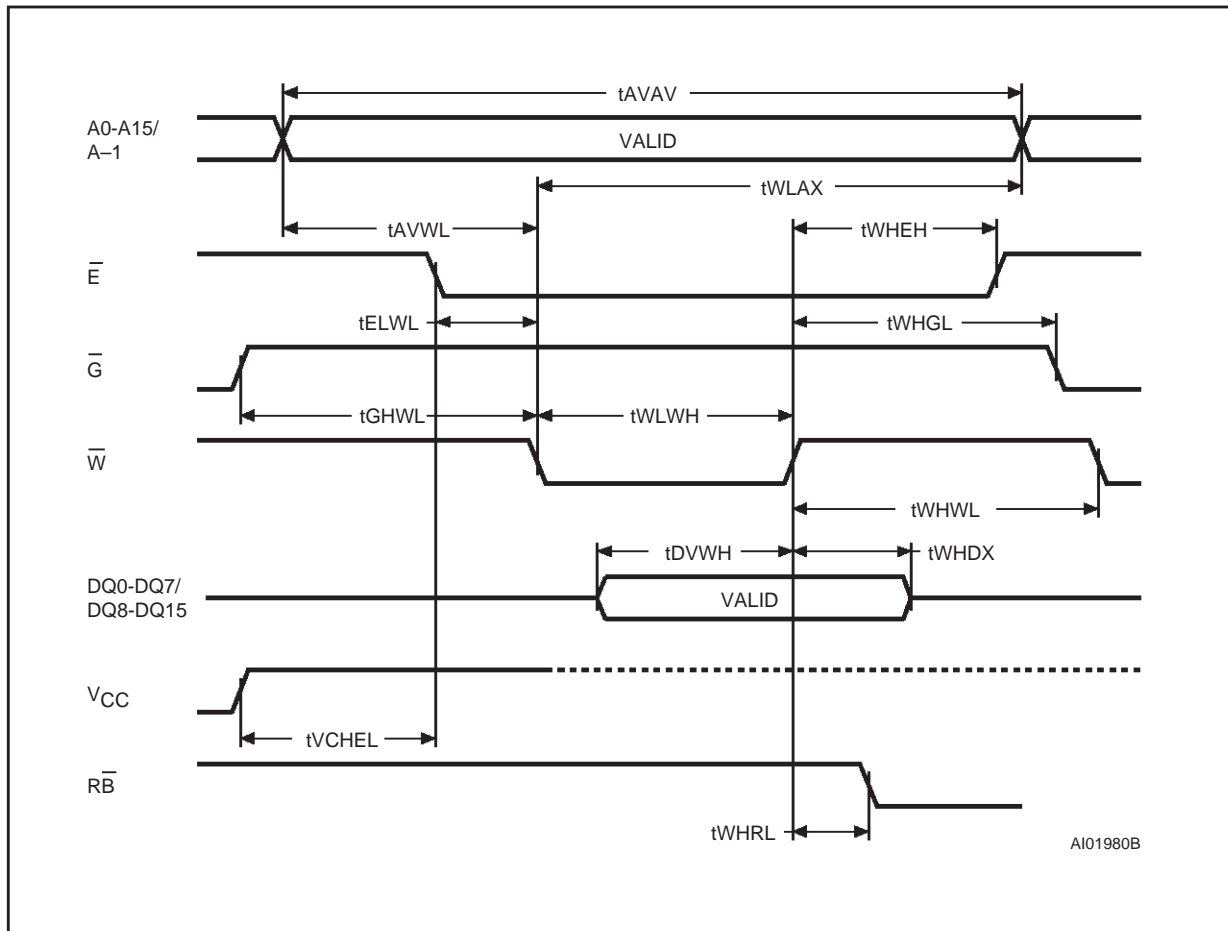 tAVAV
A0-A15/
A–1
VALID
tWLAX
tAVWL
tWHEH
E̅
tELWL
tWHGL
G̅
tGHWL
tWLWH
W̅
tWHWL
tDVWH
tWHDX
DQ0-DQ7/
DQ8-DQ15
VALID
VCC
tVCHEL
RB̅
tWHRL
AI01980B